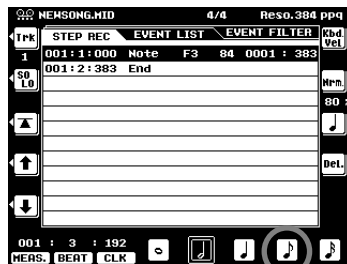 NEWSONG.MID 4/4 Reso.384 ppq
Trk STEP REC EVENT LIST EVENT FILTER Kbd. Vel
1 001:1:000 Note F3 84 0001 : 383
001:2:383 End
SO LO Nrm.
80 :
Del.
001 : 3 : 192
MEAS. BEAT CLK